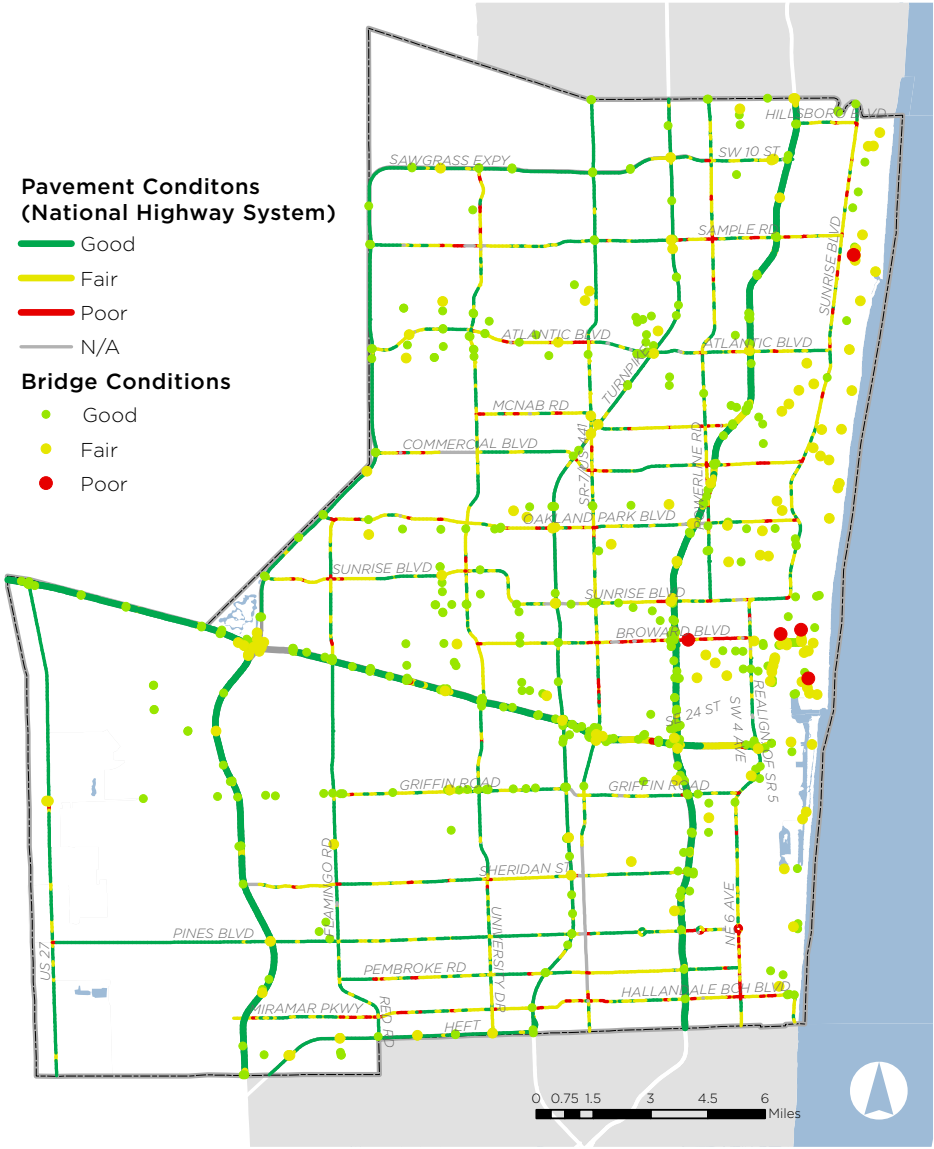 Pavement Conditons
(National Highway System)
Good
Fair
Poor
N/A
Bridge Conditions
Good
Fair
Poor
HILLSBORO BLVD
SAWGRASS EXPY
SW 10 ST
SAMPLE RD
SUNRISE BLVD
ATLANTIC BLVD
ATLANTIC BLVD
TURNPIKE
MCNAB RD
COMMERCIAL BLVD
SR-7/US 441
POWERLINE RD
OAKLAND PARK BLVD
SUNRISE BLVD
SUNRISE BLVD
BROWARD BLVD
SE 24 ST
SW 4 AVE
REALIGN OF SR 5
GRIFFIN ROAD
GRIFFIN ROAD
FLAMINGO RD
SHERIDAN ST
UNIVERSITY DR
NE 6 AVE
PINES BLVD
US 27
PEMBROKE RD
HALLANDALE BCH BLVD
MIRAMAR PKWY
RED RD
HEFT
0 0.75 1.5 3 4.5 6
Miles